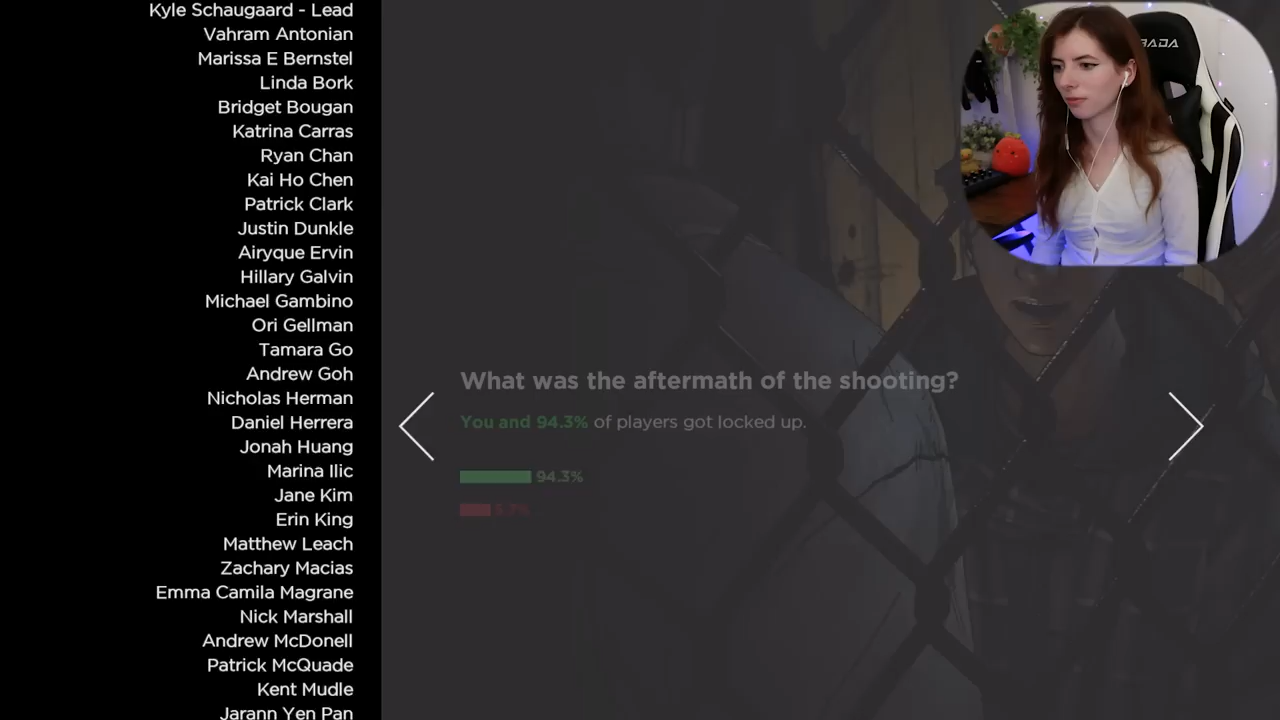 Kyle Schaugaard - Lead
Vahram Antonian
Marissa E Bernstel
Linda Bork
Bridget Bougan
Katrina Carras
Ryan Chan
Kai Ho Chen
Patrick Clark
Justin Dunkle
Airyque Ervin
Hillary Galvin
Michael Gambino
Ori Gellman
Tamara Go
Andrew Goh
Nicholas Herman
Daniel Herrera
Jonah Huang
Marina Ilic
Jane Kim
Erin King
Matthew Leach
Zachary Macias
Emma Camila Magrane
Nick Marshall
Andrew McDonell
Patrick McQuade
Kent Mudle
Jarann Yen Pan
What was the aftermath of the shooting?
You and 94.3% of players got locked up.
94.3%
5.7%